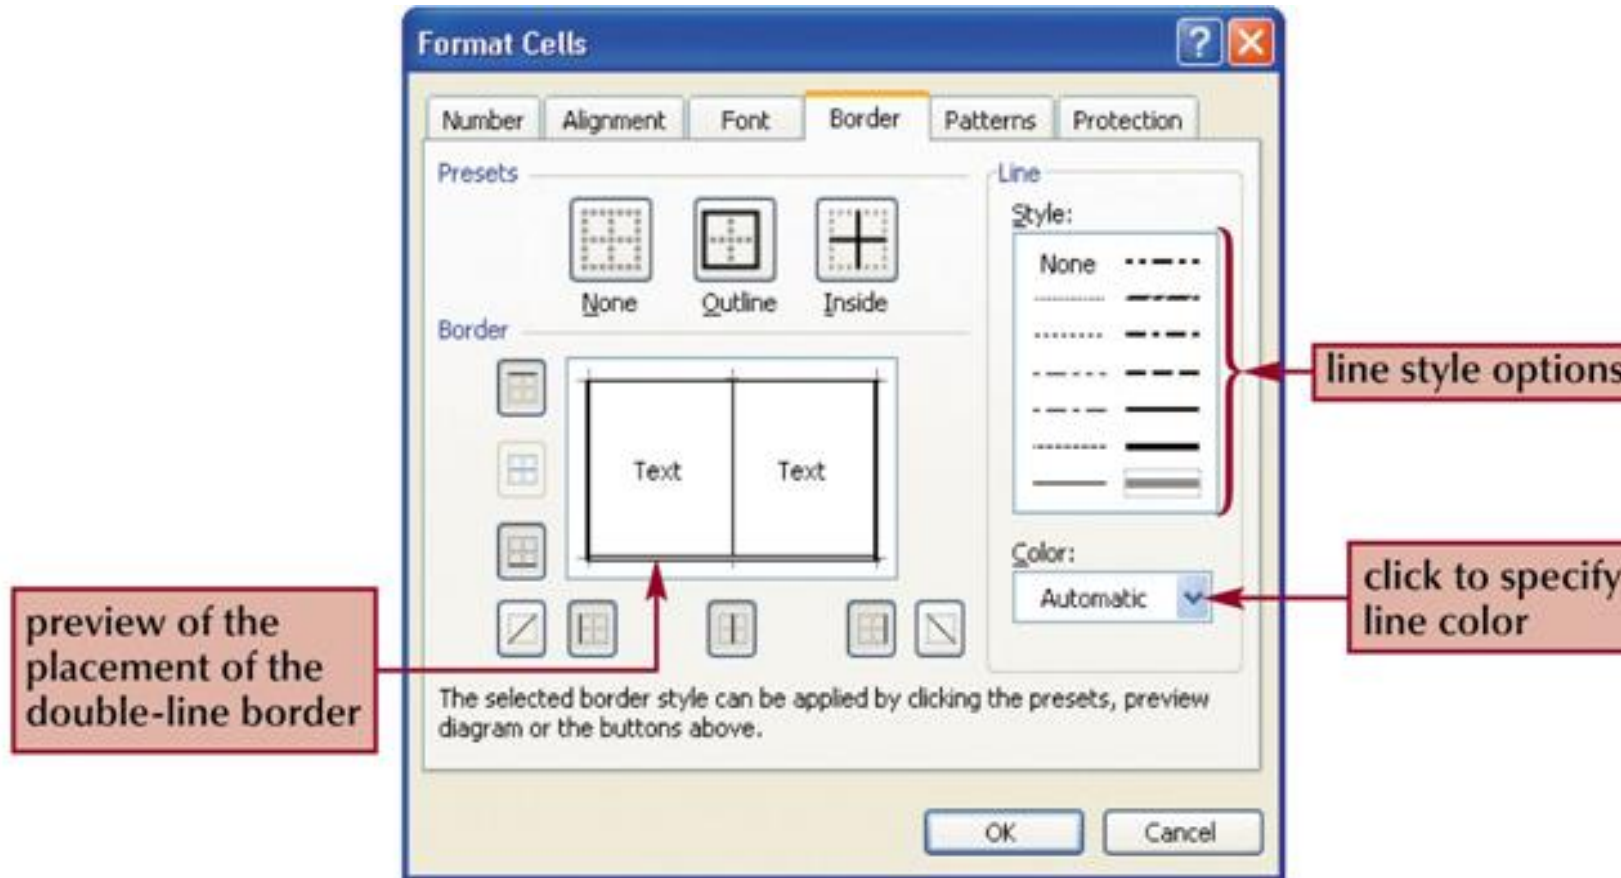 Format Cells
Number Alignment Font Border Patterns Protection
Presets
None Outline Inside
Border
Text Text
The selected border style can be applied by clicking the presets, preview
diagram or the buttons above.
Line
Style:
None
Color:
Automatic
OK Cancel
line style options
click to specify
line color
preview of the
placement of the
double-line border